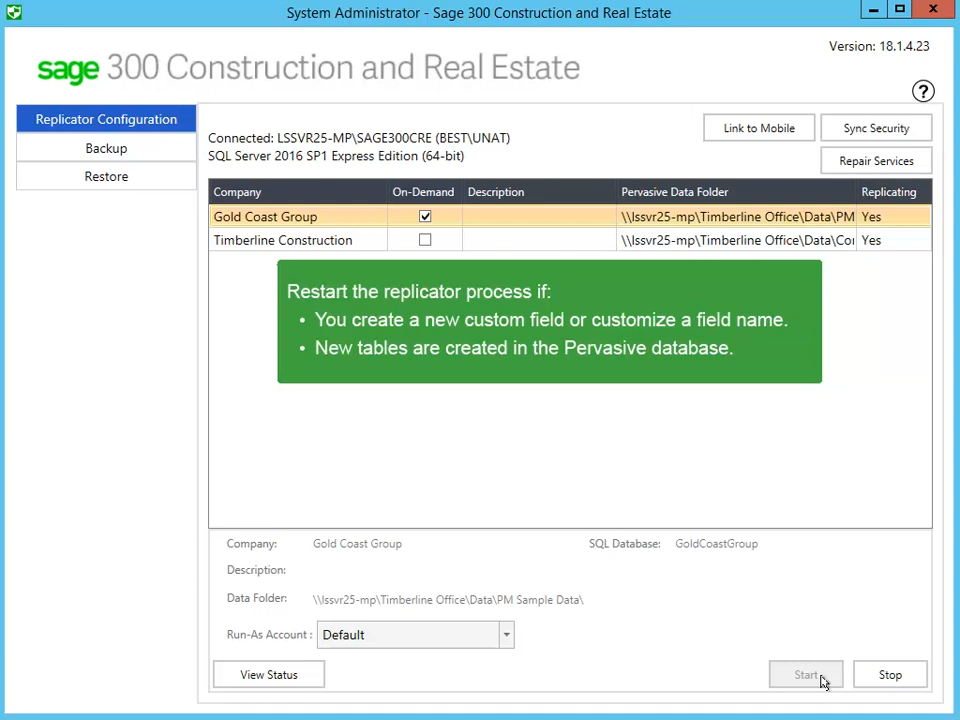 System Administrator - Sage 300 Construction and Real Estate
Version: 18.1.4.23
sage 300 Construction and Real Estate
?
Replicator Configuration
Backup
Restore
Connected: LSSVR25-MP\SAGE300CRE (BEST\UNAT)
SQL Server 2016 SP1 Express Edition (64-bit)
Link to Mobile
Sync Security
Repair Services
Company On-Demand Description Pervasive Data Folder Replicating
Gold Coast Group \\lssvr25-mp\Timberline Office\Data\PM Yes
Timberline Construction \\lssvr25-mp\Timberline Office\Data\Co Yes
Restart the replicator process if:
• You create a new custom field or customize a field name.
• New tables are created in the Pervasive database.
Company: Gold Coast Group SQL Database: GoldCoastGroup
Description:
Data Folder: \\lssvr25-mp\Timberline Office\Data\PM Sample Data\
Run-As Account : Default
View Status Start Stop